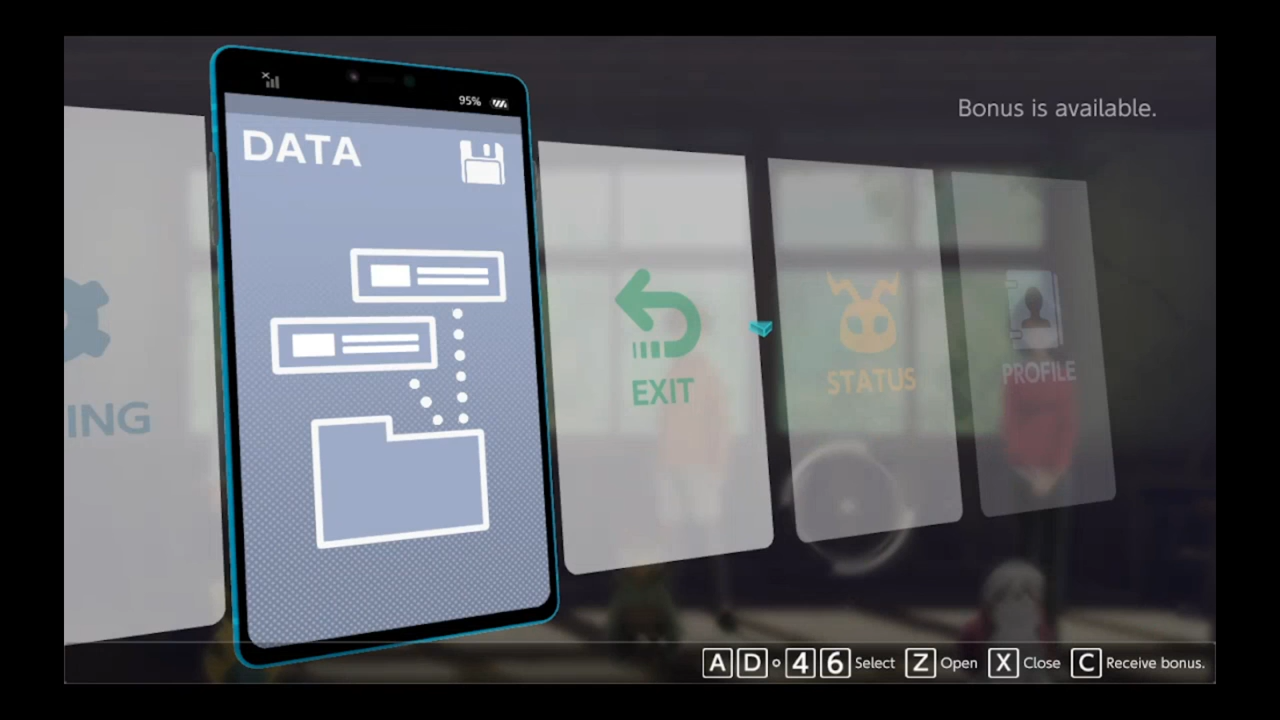 95%
Bonus is available.
DATA
EXIT
STATUS
PROFILE
ING
A D o 4 6 Select Z Open X Close C Receive bonus.